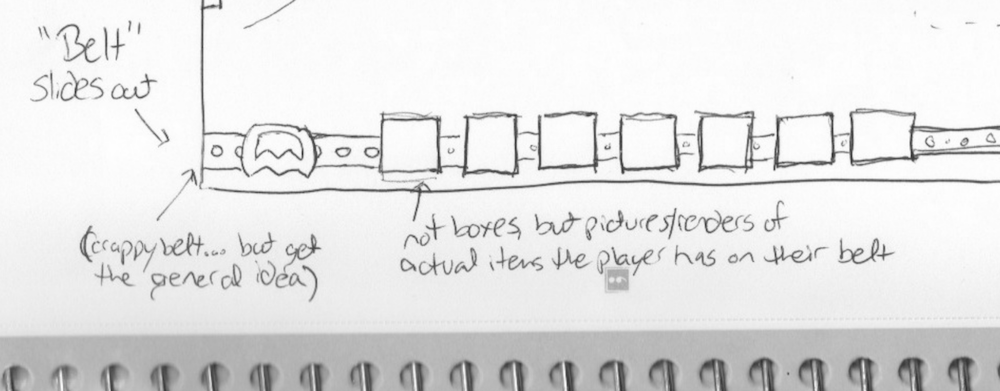 "Belt"
slides out
(crappy belt... but get
the general idea)
not boxes, but pictures/renders of
actual items the player has on their belt